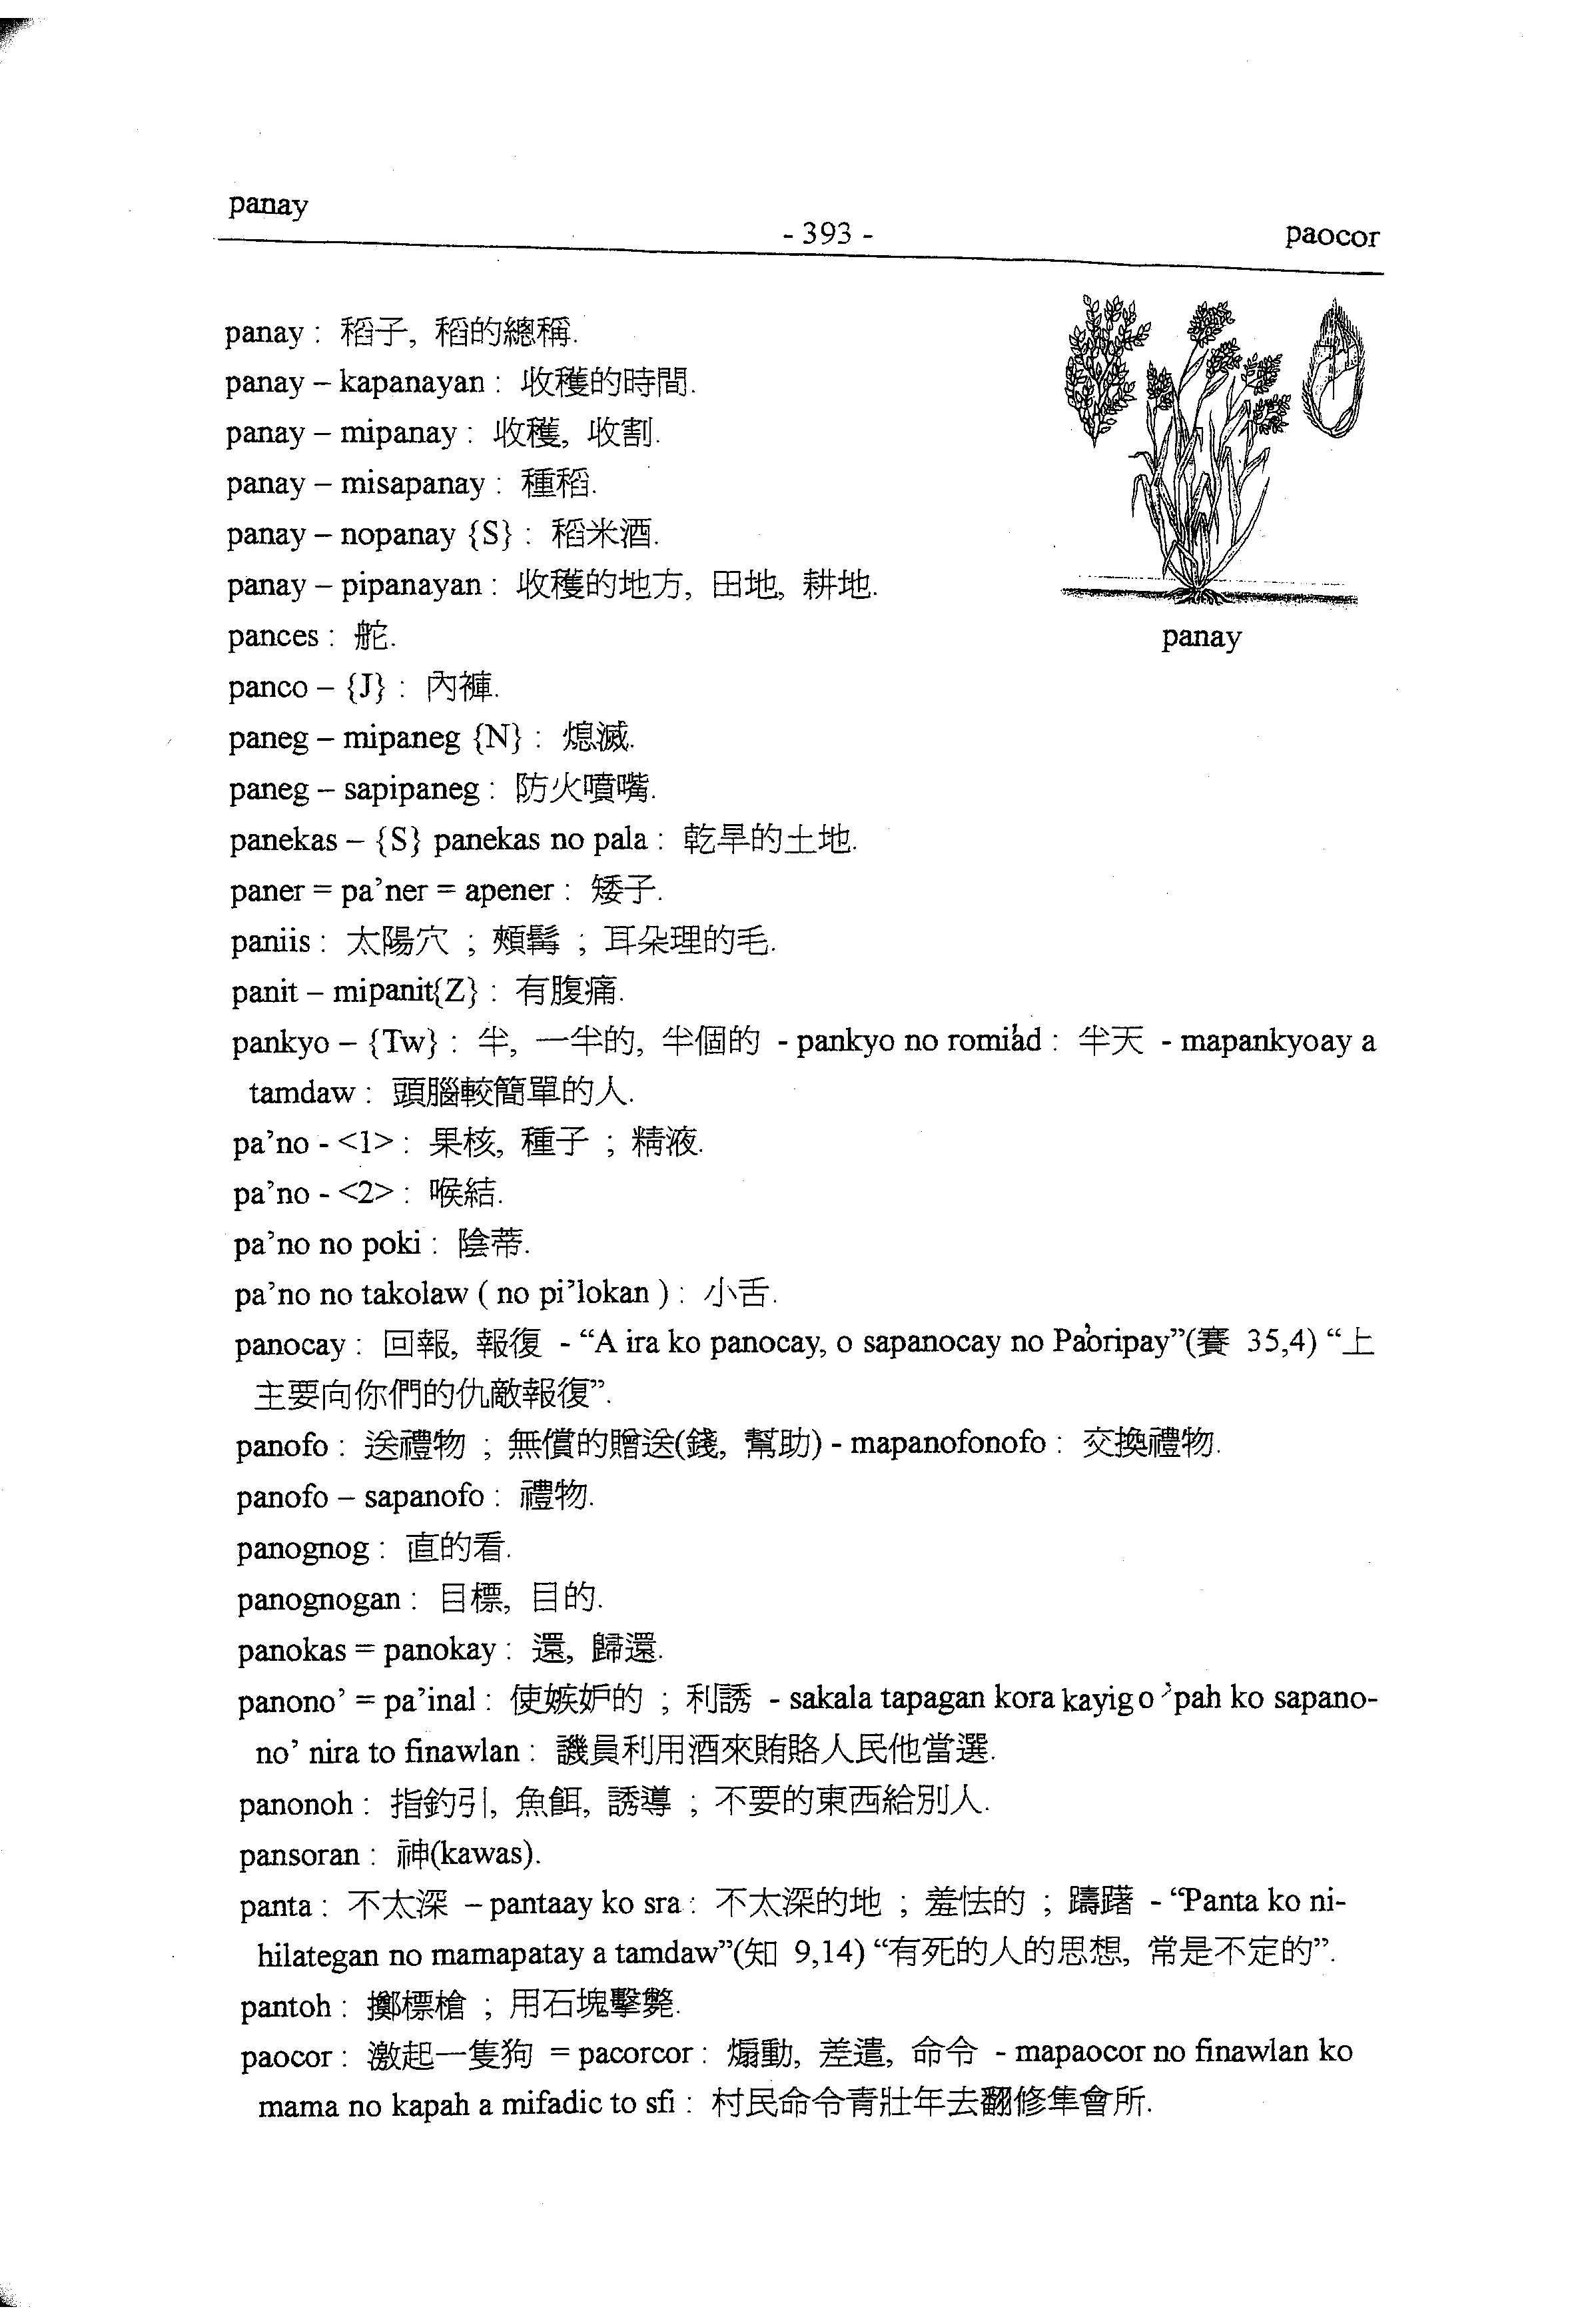 panay
- 393 -
paocor
panay : 稻子, 稻的總稱.
panay – kapanayan : 收穫的時間.
panay – mipanay : 收穫, 收割.
panay – misapanay : 種稻.
panay – nopanay {S} : 稻米酒.
panay – pipanayan : 收穫的地方, 田地, 耕地.
panay
pances : 舵.
panco – {J} : 內褲.
paneg – mipaneg {N} : 熄滅.
paneg – sapipaneg : 防火噴嘴.
panekas – {S} panekas no pala : 乾旱的土地.
paner = pa’ner = apener : 矮子.
paniis : 太陽穴 ; 頰髯 ; 耳朵理的毛.
panit – mipanit{Z} : 有腹痛.
pankyo – {Tw} : 半, 一半的, 半個的 - pankyo no romi’ad : 半天 - mapankyoay a
tamdaw : 頭腦較簡單的人.
pa’no - <1> : 果核, 種子 ; 精液.
pa’no - <2> : 喉結.
pa’no no poki : 陰蒂.
pa’no no takolaw ( no pi’lokan ) : 小舌.
panocay : 回報, 報復 - “A ira ko panocay, o sapanocay no Pa’oripay”(賽 35,4) “上
主要向你們的仇敵報復”.
panofo : 送禮物 ; 無償的贈送(錢, 幫助) - mapanofonofo : 交換禮物.
panofo – sapanofo : 禮物.
panognog : 直的看.
panognogan : 目標, 目的.
panokas = panokay : 還, 歸還.
panono’ = pa’inal : 使嫉妒的 ; 利誘 - sakala tapagan kora kayig o ’pah ko sapano-
no’ nira to finawlan : 議員利用酒來賄賂人民他當選.
panonoh : 指釣引, 魚餌, 誘導 ; 不要的東西給別人.
pansoran : 神(kawas).
panta : 不太深 – pantaay ko sra : 不太深的地 ; 羞怯的 ; 躊躇 - “Panta ko ni-
hilategan no mamapatay a tamdaw”(知 9,14) “有死的人的思想, 常是不定的”.
pantoh : 擲標槍 ; 用石塊擊斃.
paocor : 激起一隻狗 = pacorcor : 煽動, 差遣, 命令 - mapaocor no finawlan ko
mama no kapah a mifadic to sfi : 村民命令青壯年去翻修集會所.